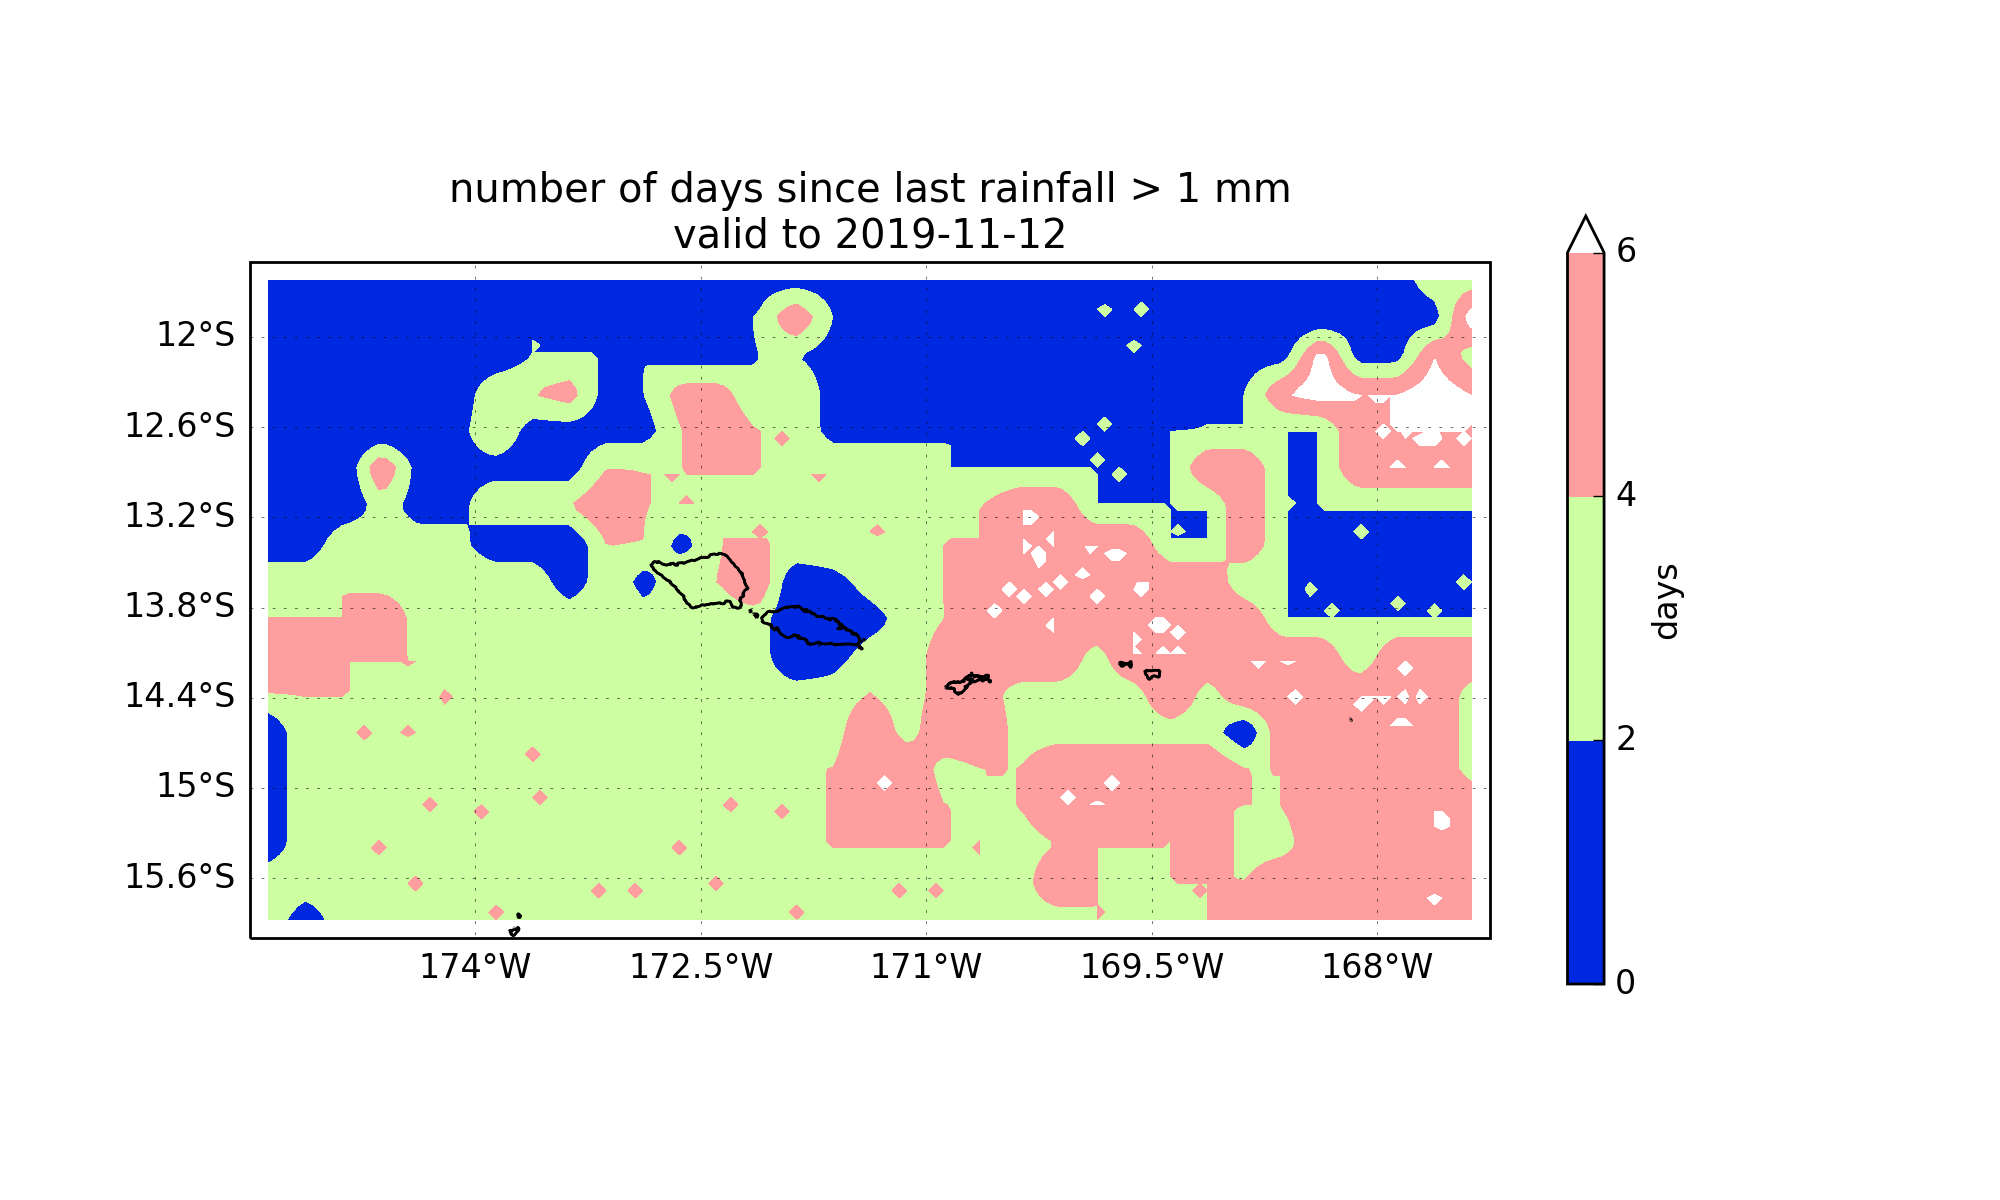 number of days since last rainfall > 1 mm
valid to 2019-11-12
12°S
12.6°S
13.2°S
13.8°S
14.4°S
15°S
15.6°S
174°W
172.5°W
171°W
169.5°W
168°W
6
4
2
0
days